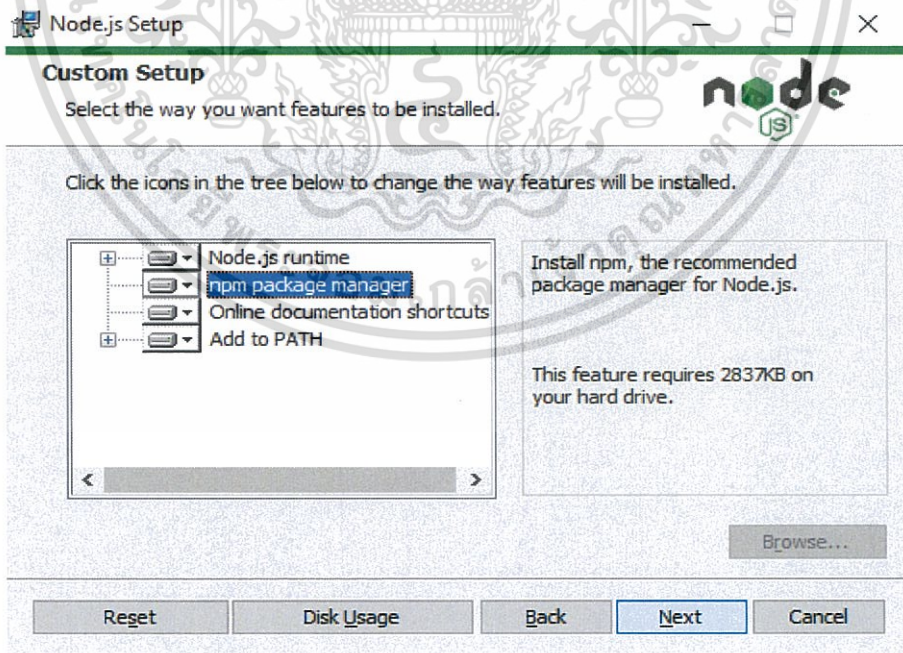 Node.js Setup
Custom Setup
Select the way you want features to be installed.
node
JS
Click the icons in the tree below to change the way features will be installed.
Node.js runtime
npm package manager
Online documentation shortcuts
Add to PATH
Install npm, the recommended
package manager for Node.js.
This feature requires 2837KB on
your hard drive.
Browse...
Reset
Disk Usage
Back
Next
Cancel